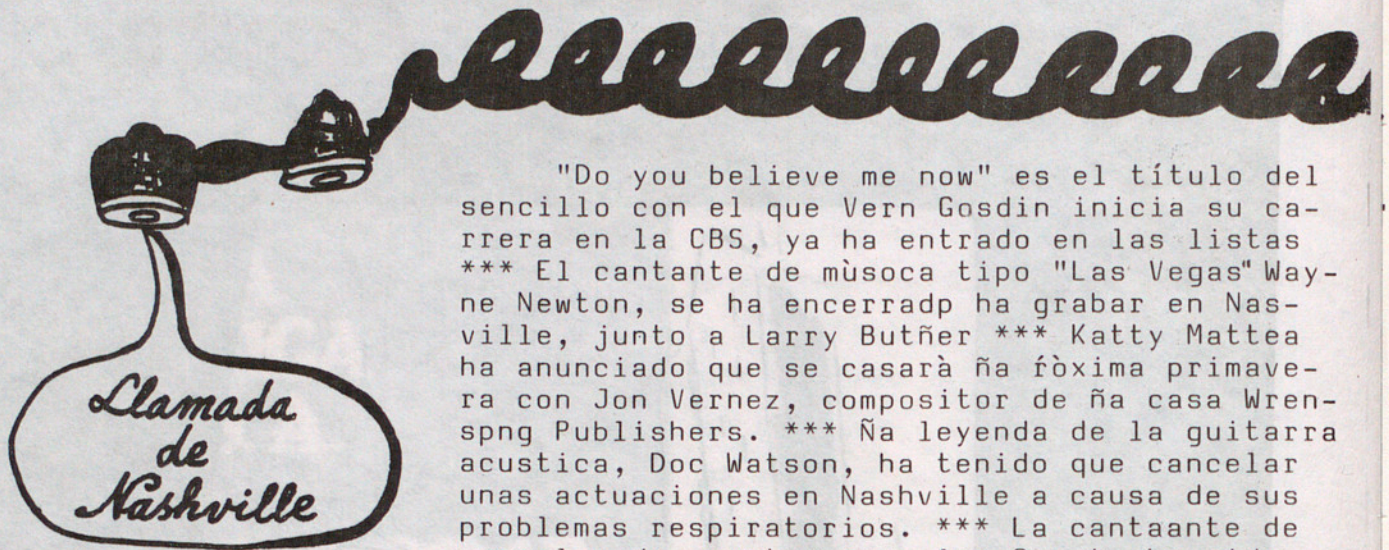 Llamada
de
Nashville
"Do you believe me now" es el título del
sencillo con el que Vern Gosdin inicia su ca-
rrera en la CBS, ya ha entrado en las listas
*** El cantante de mùsoca tipo "Las Vegas" Way-
ne Newton, se ha encerradp ha grabar en Nas-
ville, junto a Larry Butñer *** Katty Mattea
ha anunciado que se casarà ña ŕòxima primave-
ra con Jon Vernez, compositor de ña casa Wren-
spng Publishers. *** Ña leyenda de la guitarra
acustica, Doc Watson, ha tenido que cancelar
unas actuaciones en Nashville a causa de sus
problemas respiratorios. *** La cantaante de